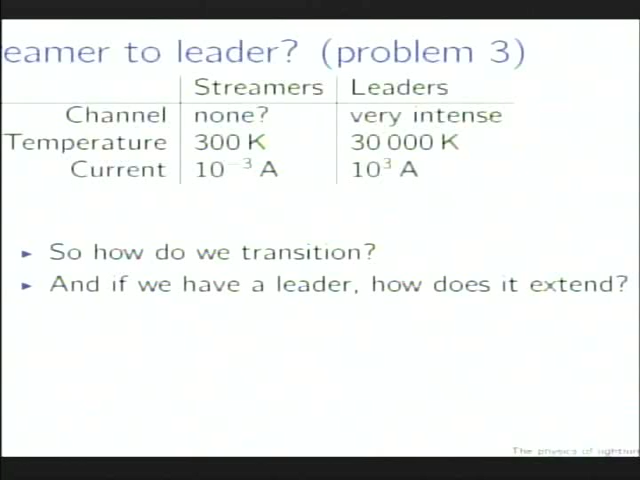 eamer to leader? (problem 3)
Streamers Leaders
Channel none? very intense
Temperature 300 K 30 000 K
Current 10⁻³ A 10³ A
► So how do we transition?
► And if we have a leader, how does it extend?
The physics of lightni